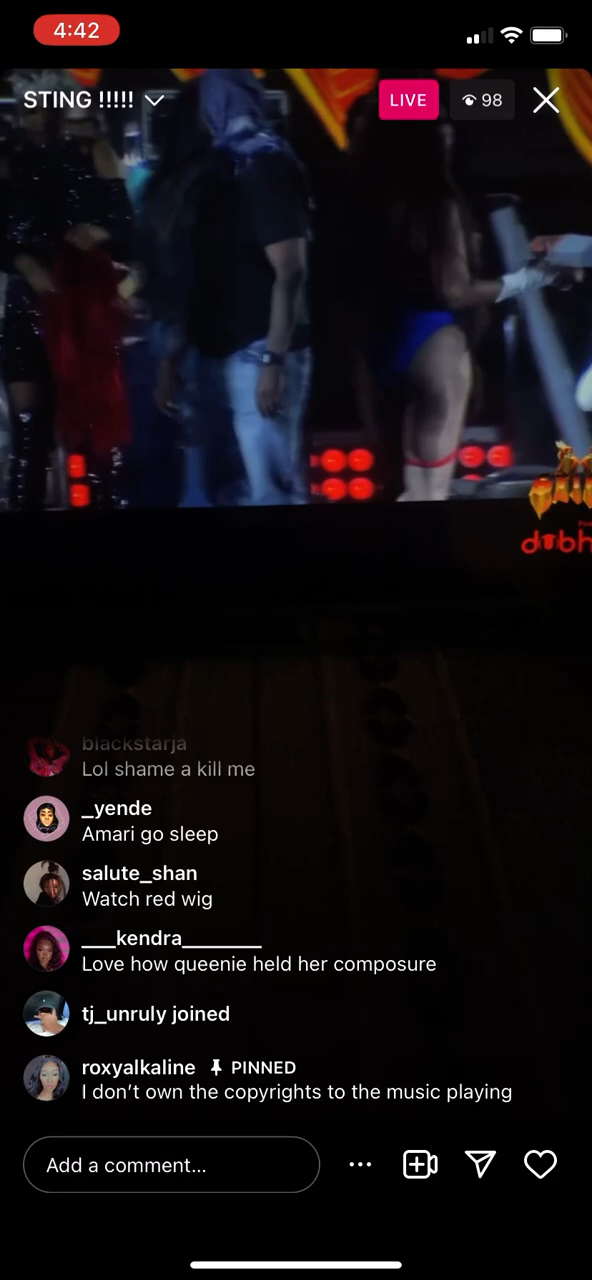 4:42
STING !!!!!
LIVE
98
blackstarja
Lol shame a kill me
_yende
Amari go sleep
salute_shan
Watch red wig
___kendra_______
Love how queenie held her composure
tj_unruly joined
roxyalkaline PINNED
I don’t own the copyrights to the music playing
Add a comment...